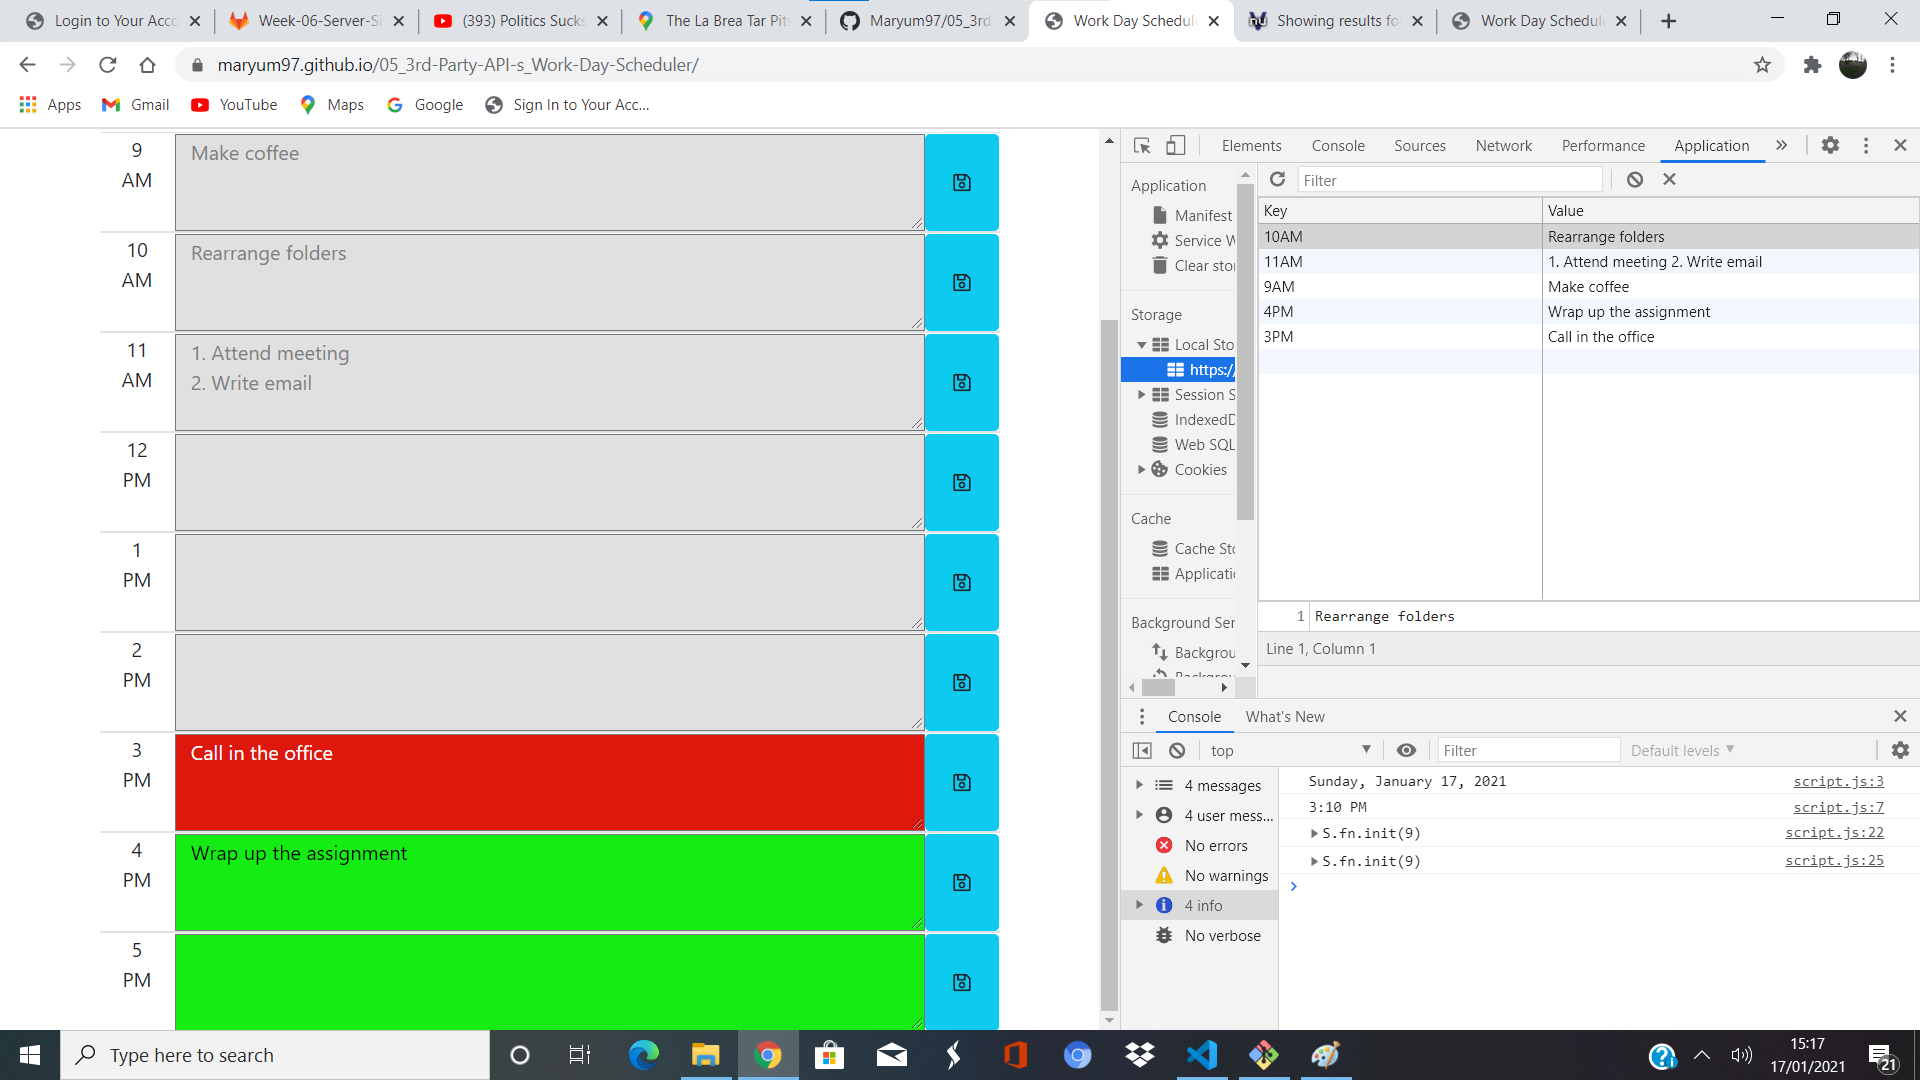 Login to Your Acco
Week-06-Server-Si
(393) Politics Sucks
The La Brea Tar Pits
Maryum97/05_3rd
Work Day Schedule
Showing results fo
Work Day Schedule
maryum97.github.io/05_3rd-Party-API-s_Work-Day-Scheduler/
Apps
Gmail
YouTube
Maps
Google
Sign In to Your Acc...
9
AM
Make coffee
10
AM
Rearrange folders
11
AM
1. Attend meeting
2. Write email
12
PM
1
PM
2
PM
3
PM
Call in the office
4
PM
Wrap up the assignment
5
PM
Elements Console Sources Network Performance Application
Application
Manifest
Service W
Clear stor
Storage
Local Sto
https:/
Session S
IndexedD
Web SQL
Cookies
Cache
Cache Sto
Applicatio
Background Ser
Backgrou
Backgrou
Filter
Key Value
10AM Rearrange folders
11AM 1. Attend meeting 2. Write email
9AM Make coffee
4PM Wrap up the assignment
3PM Call in the office
1 Rearrange folders
Line 1, Column 1
Console What's New
top Filter Default levels
4 messages
4 user mess...
No errors
No warnings
4 info
No verbose
Sunday, January 17, 2021 script.js:3
3:10 PM script.js:7
S.fn.init(9) script.js:22
S.fn.init(9) script.js:25
Type here to search
15:17
17/01/2021
21